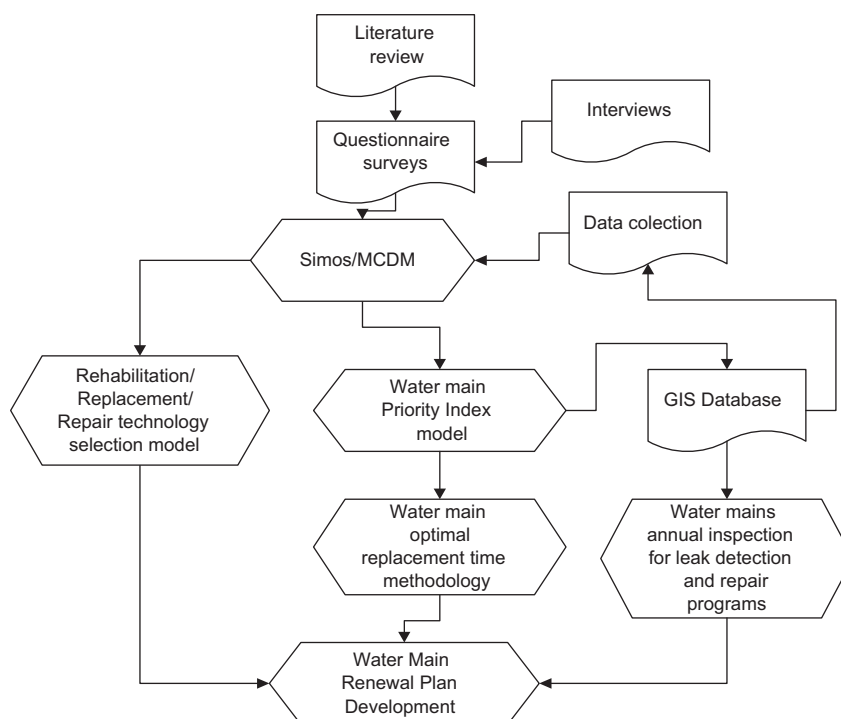 Literature
review
Interviews
Questionnaire
surveys
Data colection
Simos/MCDM
Rehabilitation/
Replacement/
Repair technology
selection model
Water main
Priority Index
model
GIS Database
Water main
optimal
replacement time
methodology
Water mains
annual inspection
for leak detection
and repair
programs
Water Main
Renewal Plan
Development